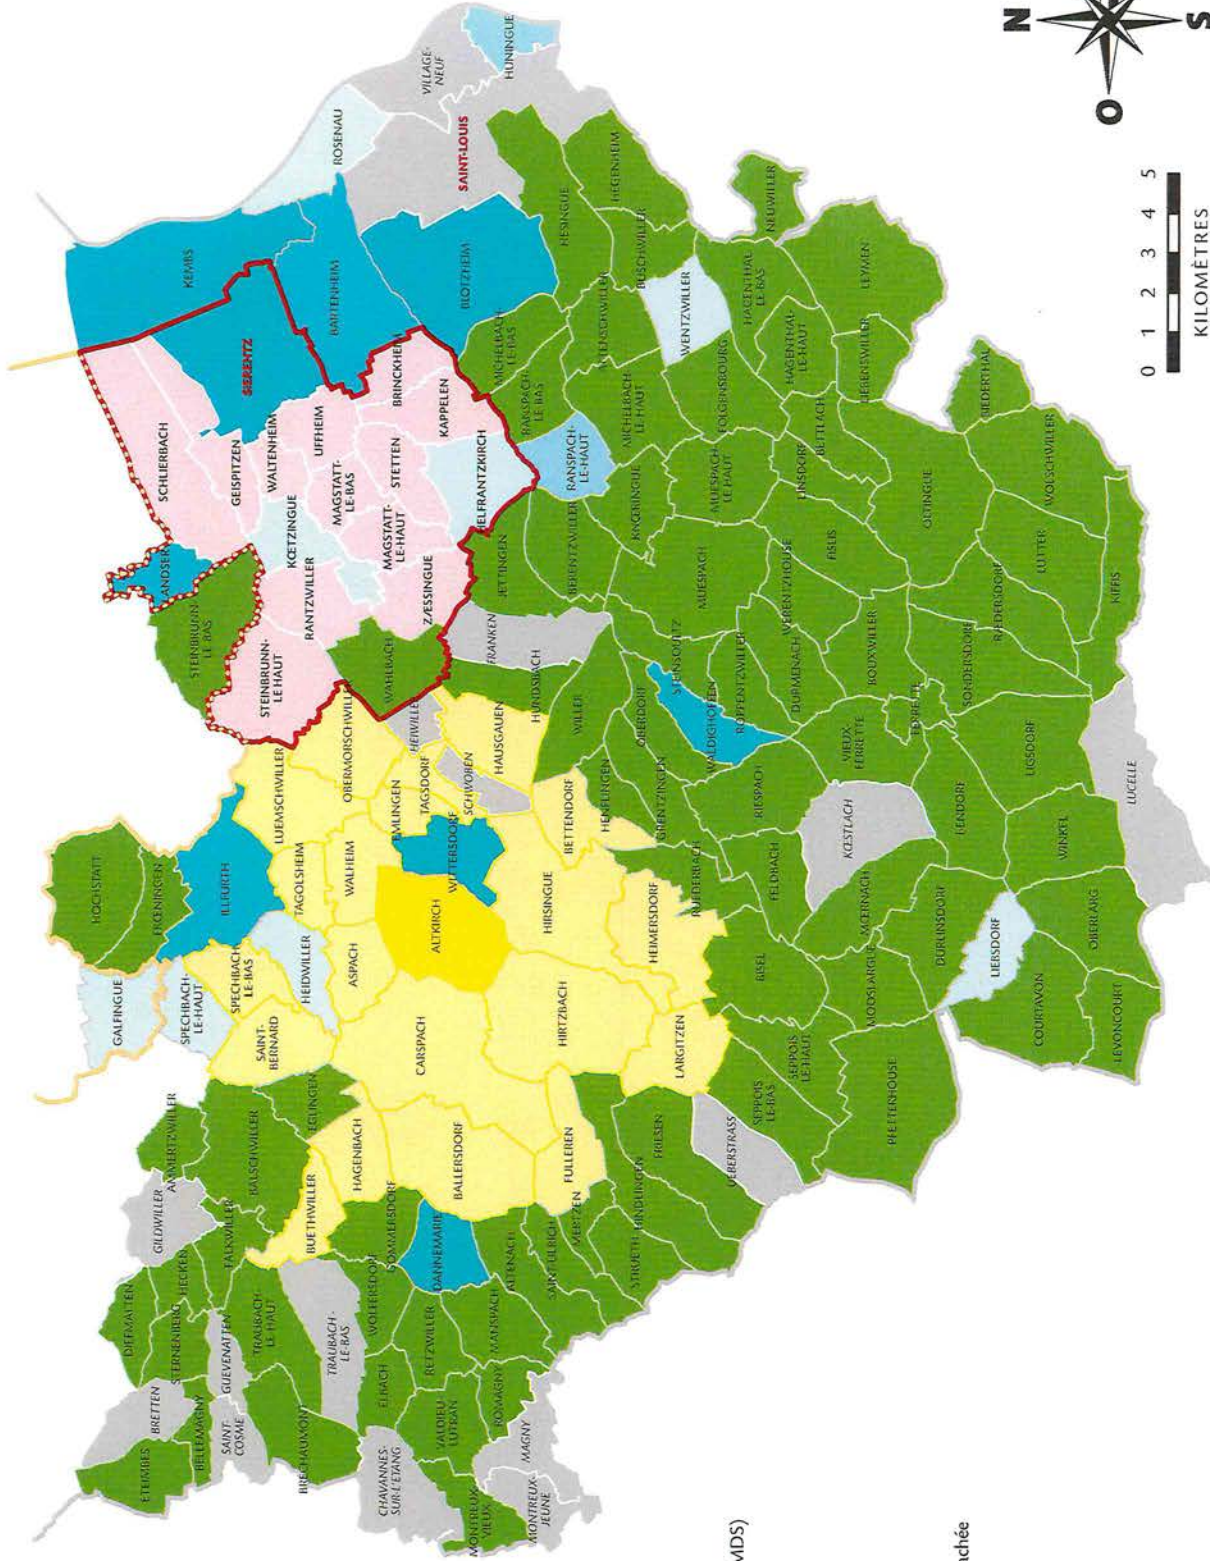 VILLAGE-
NEUF
HUNINGUE
ROSENAU
SAINT-LOUIS
KEMBS
BARTENHEIM
BLOTZHEIM
HESINGUE
HEGENHEIM
BUSCHWILLER
NEUWILLER
SIERENTZ
MICHELBACH-
LE-BAS
RANSPACH-
LE-BAS
WENTZWILLER
HAGENTHAL
LE-BAS
LEYMEN
HAGENTHAL-
LE-HAUT
LIEBENSWILLER
SCHLIERBACH
GEISPITZEN
WALTENHEIM
UFFHEIM
MAGSTATT-
LE-BAS
STETTEN
BRINCKHEIM
KAPPELEN
RANSPACH-
LE-HAUT
FOLGENSBURG
BETTLACH
LINSDORF
BIEDERTHAL
LANDSER
KŒTZINGUE
MAGSTATT-
LE-HAUT
HELFRANTZKIRCH
KNŒRINGUE
MUESPACH
LE HAUT
OLTINGUE
WOLSCHWILLER
STEINBRUNN-
LE-BAS
RANTZWILLER
ZÆSSINGUE
JETTINGEN
BERENTZWILLER
MUESPACH
WERENTZHOUSE
FISLIS
LUTTER
KIFFIS
STEINBRUNN-
LE HAUT
WAHLBACH
FRANKEN
HUNDSBACH
WILLER
OBERDORF
STEINSOULTZ
WALDIGHOFFEN
ROPPENTZWILLER
DURMENACH
BOUXWILLER
RAEDERSDORF
SONDERSDORF
FERRETTE
VIEUX
FERRETTE
LIGSDORF
LUCELLE
HOCHSTATT
FRŒNINGEN
ILLFURTH
LUEMSCHWILLER
OBERMORSCHWILLER
HEIWILLER
TAGSDORF
EMLINGEN
SCHWOBEN
HAUSGAUEN
TAGOLSHEIM
WALHEIM
WITTERSDORF
BETTENDORF
HENFLINGEN
GRENTZINGEN
RIESPACH
KŒSTLACH
BENDORF
WINKEL
GALFINGUE
SPECHBACH-
LE-HAUT
SPECHBACH
LE-BAS
HEIDWILLER
ASPACH
ALTKIRCH
HIRSINGUE
HEIMERSDORF
RUEDERBACH
FELDBACH
MŒRNACH
DURLINSDORF
LIEBSDORF
OBERLARG
SAINT-
BERNARD
CARSPACH
HIRTZBACH
LARGITZEN
BISEL
MOOSLARGUE
COURTAVON
LEVONCOURT
AMMERTZWILLER
BALSCHWILLER
EGLINGEN
HAGENBACH
BALLERSDORF
FULLEREN
FRIESEN
SEPPOIS
LE-BAS
SEPPOIS
LE-HAUT
PFETTERHOUSE
UEBERSTRASS
GILDWILLER
FALKWILLER
BUETHWILLER
GOMMERSDORF
DANNEMARIE
MERTZEN
HINDLINGEN
STRUETH
SAINT-ULRICH
ALTENACH
DIEFMATTEN
HECKEN
STERNENBERG
GUEVENATTEN
TRAUBACH-
LE-HAUT
TRAUBACH-
LE-BAS
WOLFERSDORF
RETZWILLER
MANSPACH
BRETTEN
ETEIMBES
BELLEMAGNY
SAINT-
COSME
BRECHAUMONT
ELBACH
VALDIEU-
LUTRAN
ROMAGNY
MAGNY
CHAVANNES-
SUR-L'ETANG
MONTREUX-
VIEUX
MONTREUX-
JEUNE
N
O
S
0 1 2 3 4 5
KILOMÈTRES
MDS)
chée